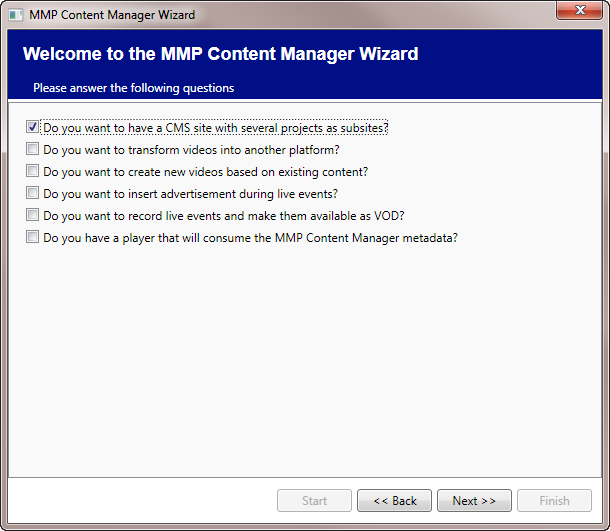 MMP Content Manager Wizard
Welcome to the MMP Content Manager Wizard
Please answer the following questions
Do you want to have a CMS site with several projects as subsites?
Do you want to transform videos into another platform?
Do you want to create new videos based on existing content?
Do you want to insert advertisement during live events?
Do you want to record live events and make them available as VOD?
Do you have a player that will consume the MMP Content Manager metadata?
Start << Back Next >> Finish